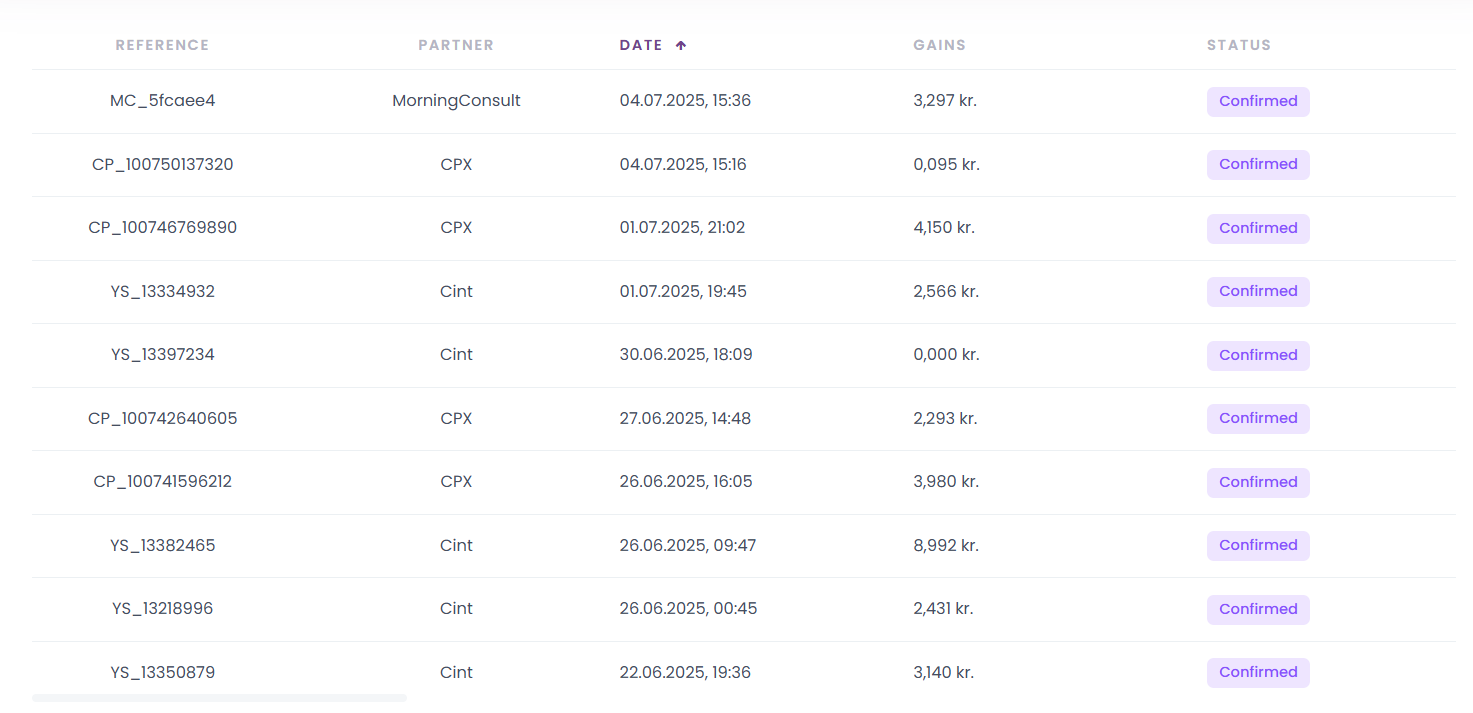 REFERENCE PARTNER DATE ↑ GAINS STATUS
MC_5fcaee4 MorningConsult 04.07.2025, 15:36 3,297 kr. Confirmed
CP_100750137320 CPX 04.07.2025, 15:16 0,095 kr. Confirmed
CP_100746769890 CPX 01.07.2025, 21:02 4,150 kr. Confirmed
YS_13334932 Cint 01.07.2025, 19:45 2,566 kr. Confirmed
YS_13397234 Cint 30.06.2025, 18:09 0,000 kr. Confirmed
CP_100742640605 CPX 27.06.2025, 14:48 2,293 kr. Confirmed
CP_100741596212 CPX 26.06.2025, 16:05 3,980 kr. Confirmed
YS_13382465 Cint 26.06.2025, 09:47 8,992 kr. Confirmed
YS_13218996 Cint 26.06.2025, 00:45 2,431 kr. Confirmed
YS_13350879 Cint 22.06.2025, 19:36 3,140 kr. Confirmed